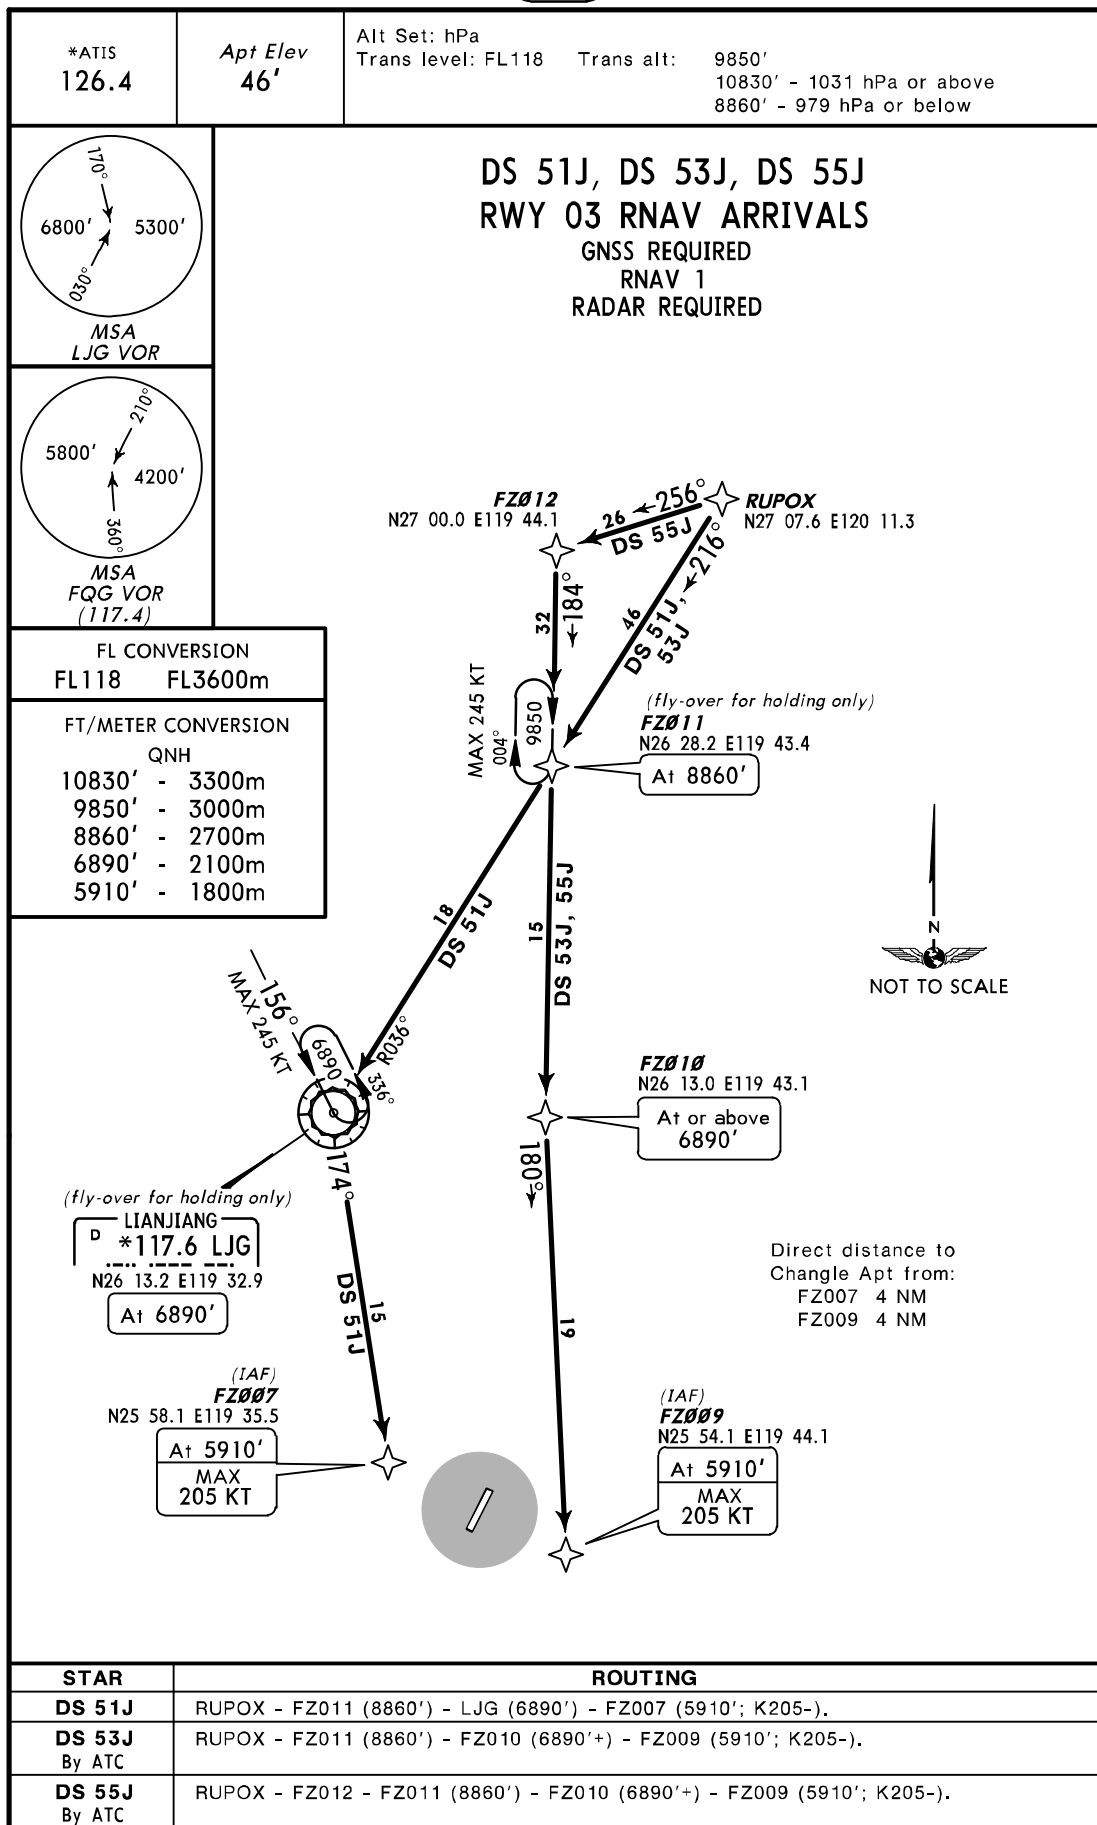 *ATIS
126.4
Apt Elev
46'
Alt Set: hPa
Trans level: FL118 Trans alt: 9850'
10830' - 1031 hPa or above
8860' - 979 hPa or below
170°
6800' 5300'
030°
MSA
LJG VOR
210°
5800'
4200'
360°
MSA
FQG VOR
(117.4)
FL CONVERSION
FL118 FL3600m
FT/METER CONVERSION
QNH
10830' - 3300m
9850' - 3000m
8860' - 2700m
6890' - 2100m
5910' - 1800m
DS 51J, DS 53J, DS 55J
RWY 03 RNAV ARRIVALS
GNSS REQUIRED
RNAV 1
RADAR REQUIRED
FZØ12
N27 00.0 E119 44.1
26
256°
DS 55J
RUPOX
N27 07.6 E120 11.3
216°
46
DS 51J,
53J
184°
32
MAX 245 KT
004°
9850
(fly-over for holding only)
FZØ11
N26 28.2 E119 43.4
At 8860'
18
DS 51J
15
DS 53J, 55J
N
NOT TO SCALE
156°
MAX 245 KT
6890
336°
R036°
FZØ1Ø
N26 13.0 E119 43.1
At or above
6890'
180°
174°
(fly-over for holding only)
LIANJIANG
D *117.6 LJG
N26 13.2 E119 32.9
At 6890'
15
DS 51J
19
Direct distance to
Changle Apt from:
FZ007 4 NM
FZ009 4 NM
(IAF)
FZØØ7
N25 58.1 E119 35.5
At 5910'
MAX
205 KT
(IAF)
FZØØ9
N25 54.1 E119 44.1
At 5910'
MAX
205 KT
STAR ROUTING
DS 51J RUPOX - FZ011 (8860') - LJG (6890') - FZ007 (5910'; K205-).
DS 53J RUPOX - FZ011 (8860') - FZ010 (6890'+) - FZ009 (5910'; K205-).
By ATC
DS 55J RUPOX - FZ012 - FZ011 (8860') - FZ010 (6890'+) - FZ009 (5910'; K205-).
By ATC